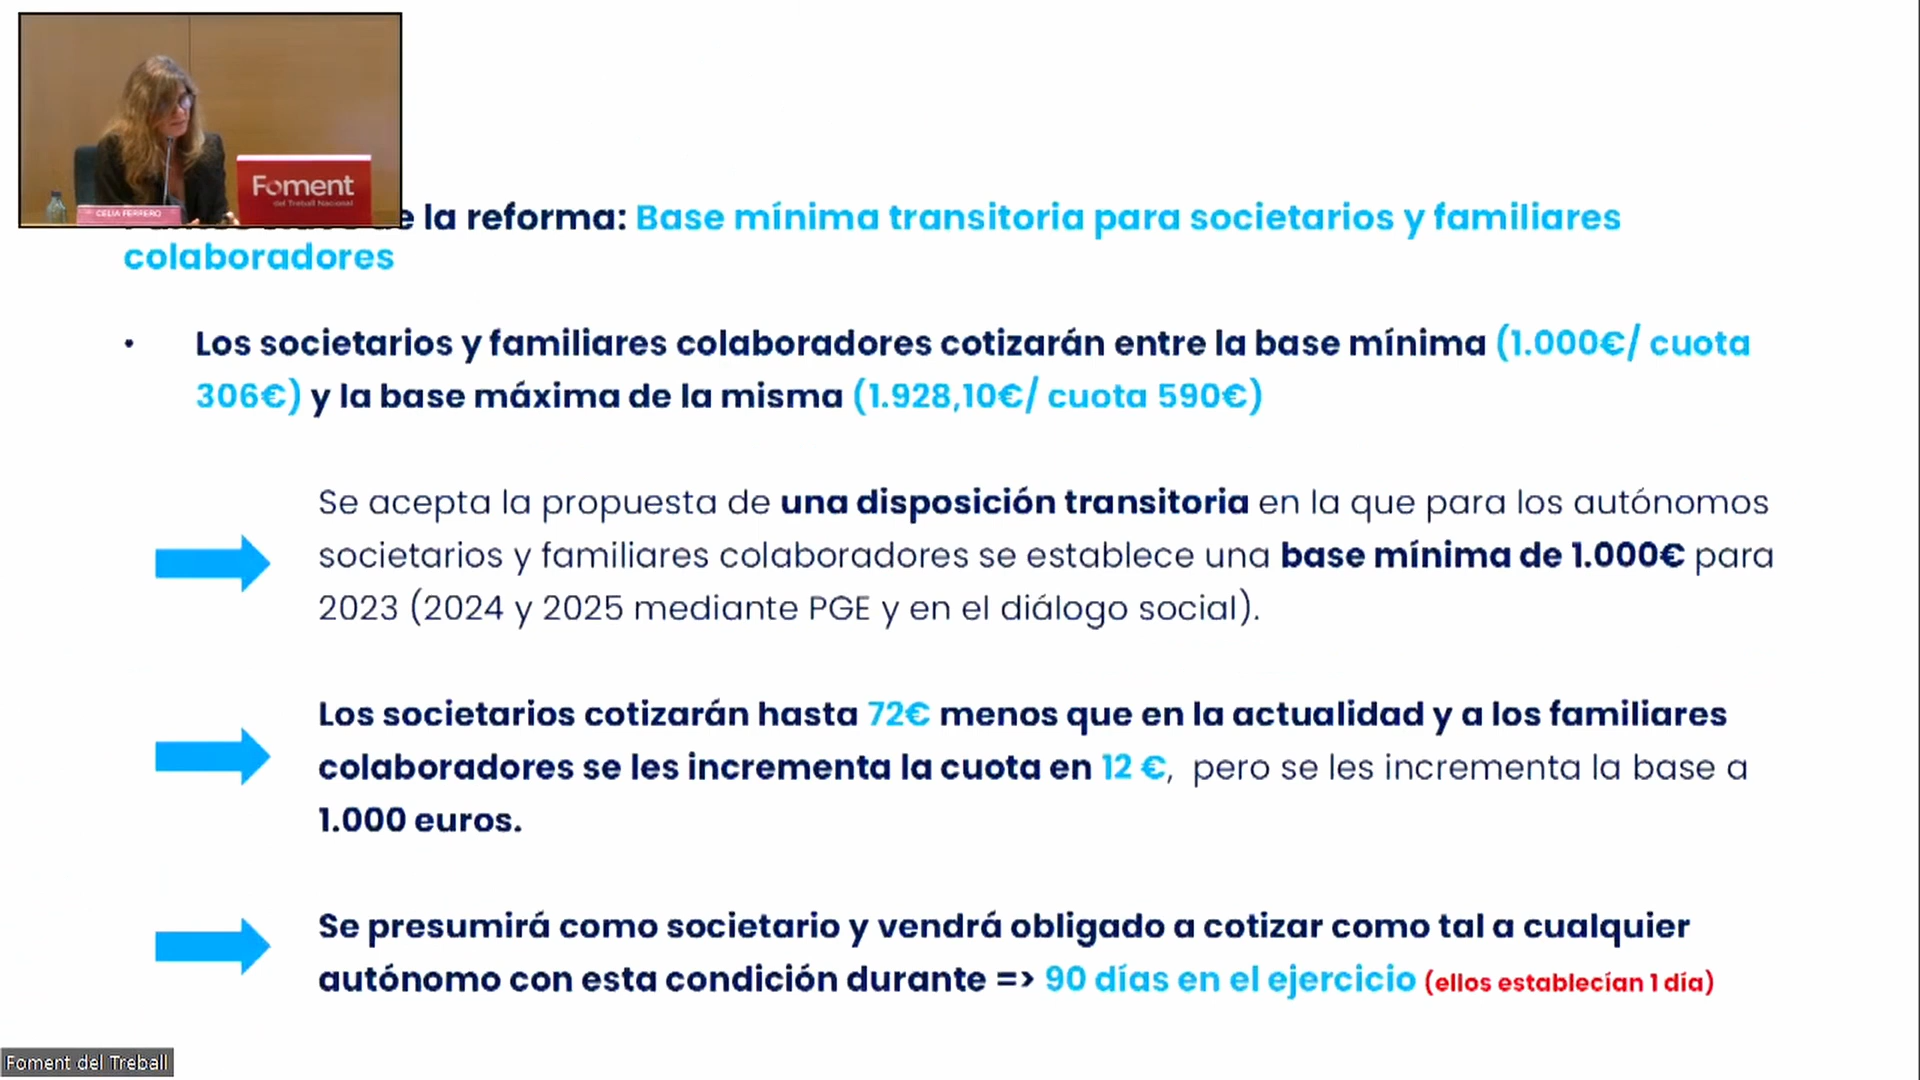 Foment
del Treball Nacional
CELIA FERRERO
de la reforma: Base mínima transitoria para societarios y familiares
colaboradores
• Los societarios y familiares colaboradores cotizarán entre la base mínima (1.000€/ cuota
306€) y la base máxima de la misma (1.928,10€/ cuota 590€)
Se acepta la propuesta de una disposición transitoria en la que para los autónomos
societarios y familiares colaboradores se establece una base mínima de 1.000€ para
2023 (2024 y 2025 mediante PGE y en el diálogo social).
Los societarios cotizarán hasta 72€ menos que en la actualidad y a los familiares
colaboradores se les incrementa la cuota en 12 €, pero se les incrementa la base a
1.000 euros.
Se presumirá como societario y vendrá obligado a cotizar como tal a cualquier
autónomo con esta condición durante => 90 días en el ejercicio (ellos establecían 1 día)
Foment del Treball